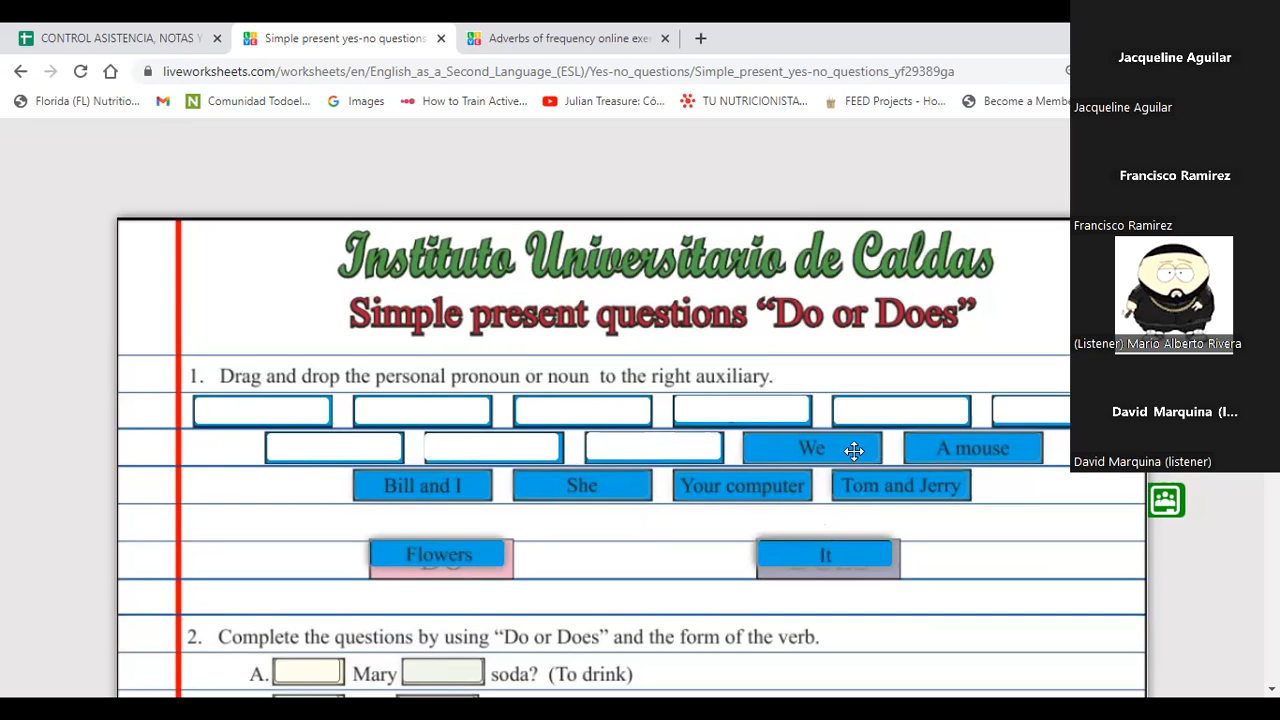 CONTROL ASISTENCIA, NOTAS Y
Simple present yes-no questions
Adverbs of frequency online exe
liveworksheets.com/worksheets/en/English_as_a_Second_Language_(ESL)/Yes-no_questions/Simple_present_yes-no_questions_yf29389ga
Florida (FL) Nutritio...
Comunidad Todoel...
Images
How to Train Active...
Julian Treasure: Có...
TU NUTRICIONISTA...
FEED Projects - Ho...
Become a Membe
Jacqueline Aguilar
Jacqueline Aguilar
Francisco Ramirez
Francisco Ramirez
(Listener) Mario Alberto Rivera
David Marquina (l...
David Marquina (listener)
Instituto Universitario de Caldas
Simple present questions “Do or Does”
1. Drag and drop the personal pronoun or noun to the right auxiliary.
We A mouse
Bill and I She Your computer Tom and Jerry
Flowers It
2. Complete the questions by using “Do or Does” and the form of the verb.
A. Mary soda? (To drink)